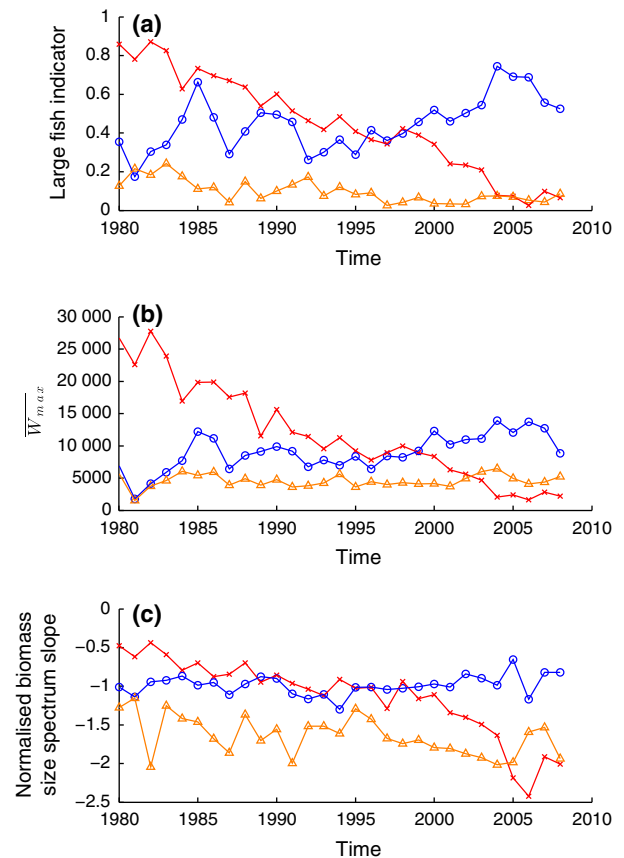 (a)
Large fish indicator
1
0.8
0.6
0.4
0.2
0
1980 1985 1990 1995 2000 2005 2010
Time
(b)
W max
30 000
25 000
20 000
15 000
10 000
5000
0
1980 1985 1990 1995 2000 2005 2010
Time
(c)
Normalised biomass
size spectrum slope
0
−0.5
−1
−1.5
−2
−2.5
1980 1985 1990 1995 2000 2005 2010
Time